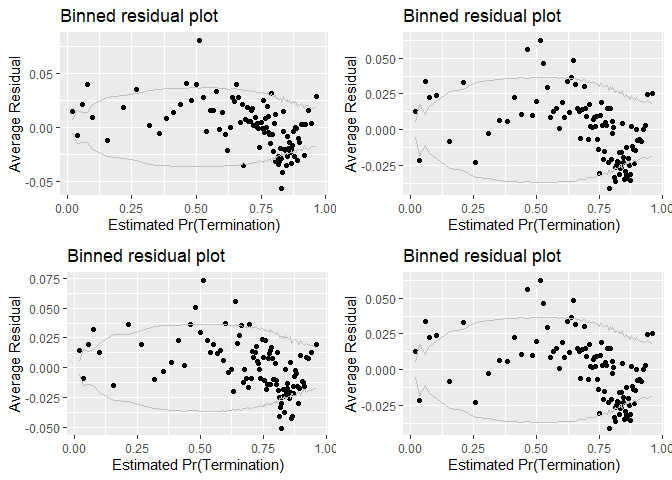 Binned residual plot
Average Residual
0.05
0.00
-0.05
0.00 0.25 0.50 0.75 1.00
Estimated Pr(Termination)
Binned residual plot
Average Residual
0.050
0.025
0.000
-0.025
0.00 0.25 0.50 0.75 1.0
Estimated Pr(Termination)
Binned residual plot
Average Residual
0.075
0.050
0.025
0.000
-0.025
-0.050
0.00 0.25 0.50 0.75 1.00
Estimated Pr(Termination)
Binned residual plot
Average Residual
0.050
0.025
0.000
-0.025
0.00 0.25 0.50 0.75 1.0
Estimated Pr(Termination)